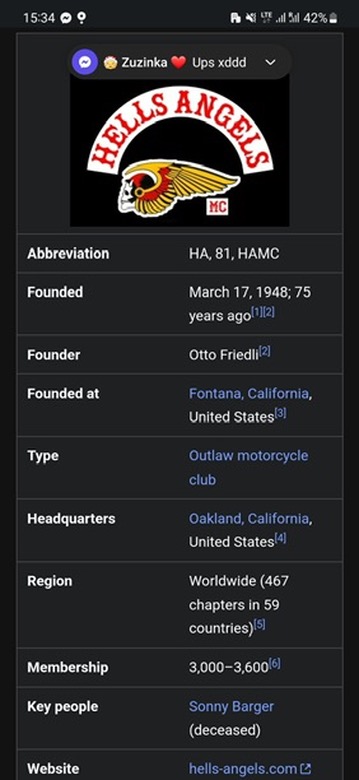 15:34 LTE 42%
Zuzinka ❤️ Ups xddd
HELLS ANGELS
MC
Abbreviation HA, 81, HAMC
Founded March 17, 1948; 75
years ago[1][2]
Founder Otto Friedli[2]
Founded at Fontana, California,
United States[3]
Type Outlaw motorcycle
club
Headquarters Oakland, California,
United States[4]
Region Worldwide (467
chapters in 59
countries)[5]
Membership 3,000–3,600[6]
Key people Sonny Barger
(deceased)
Website hells-angels.com